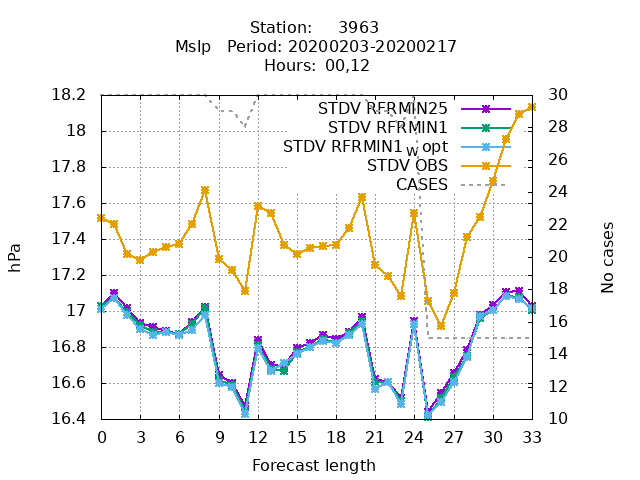 Station: 3963
Mslp Period: 20200203-20200217
Hours: 00,12
18.2 30
STDV RFRMIN25
18 28
STDV RFRMIN1
STDV RFRMIN1_w opt
17.8 26
STDV OBS
CASES
17.6 24
17.4 22
17.2 20
17 18
16.8 16
16.6 14
16.4 12
10
hPa
No cases
0 3 6 9 12 15 18 21 24 27 30 33
Forecast length